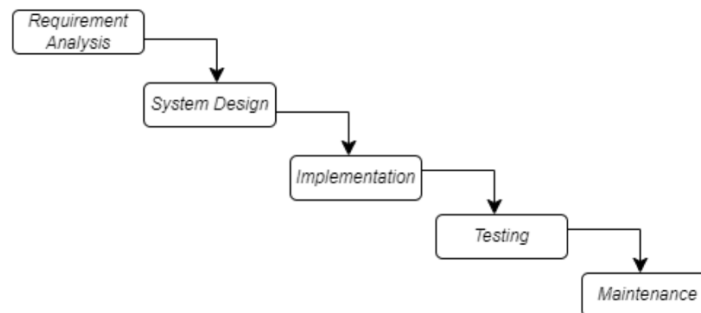 Requirement
Analysis
System Design
Implementation
Testing
Maintenance